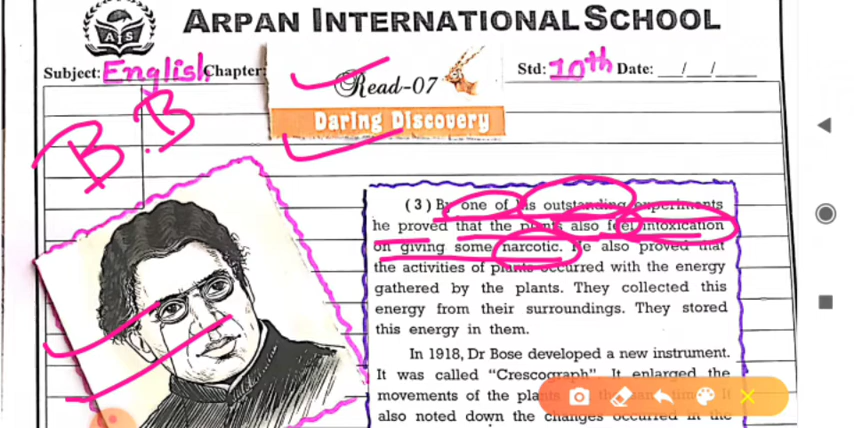 ARPAN INTERNATIONAL SCHOOL
AIS
Subject: English Chapter: Read-07 Std: 10th Date: __/__/____
Daring Discovery
B.B
(3) By one of his outstanding experiments
he proved that the plants also feel intoxication
on giving some narcotic. He also proved that
the activities of plants occurred with the energy
gathered by the plants. They collected this
energy from their surroundings. They stored
this energy in them.
In 1918, Dr Bose developed a new instrument.
It was called "Crescograph". It enlarged the
movements of the plants
also noted down the changes occurred in the